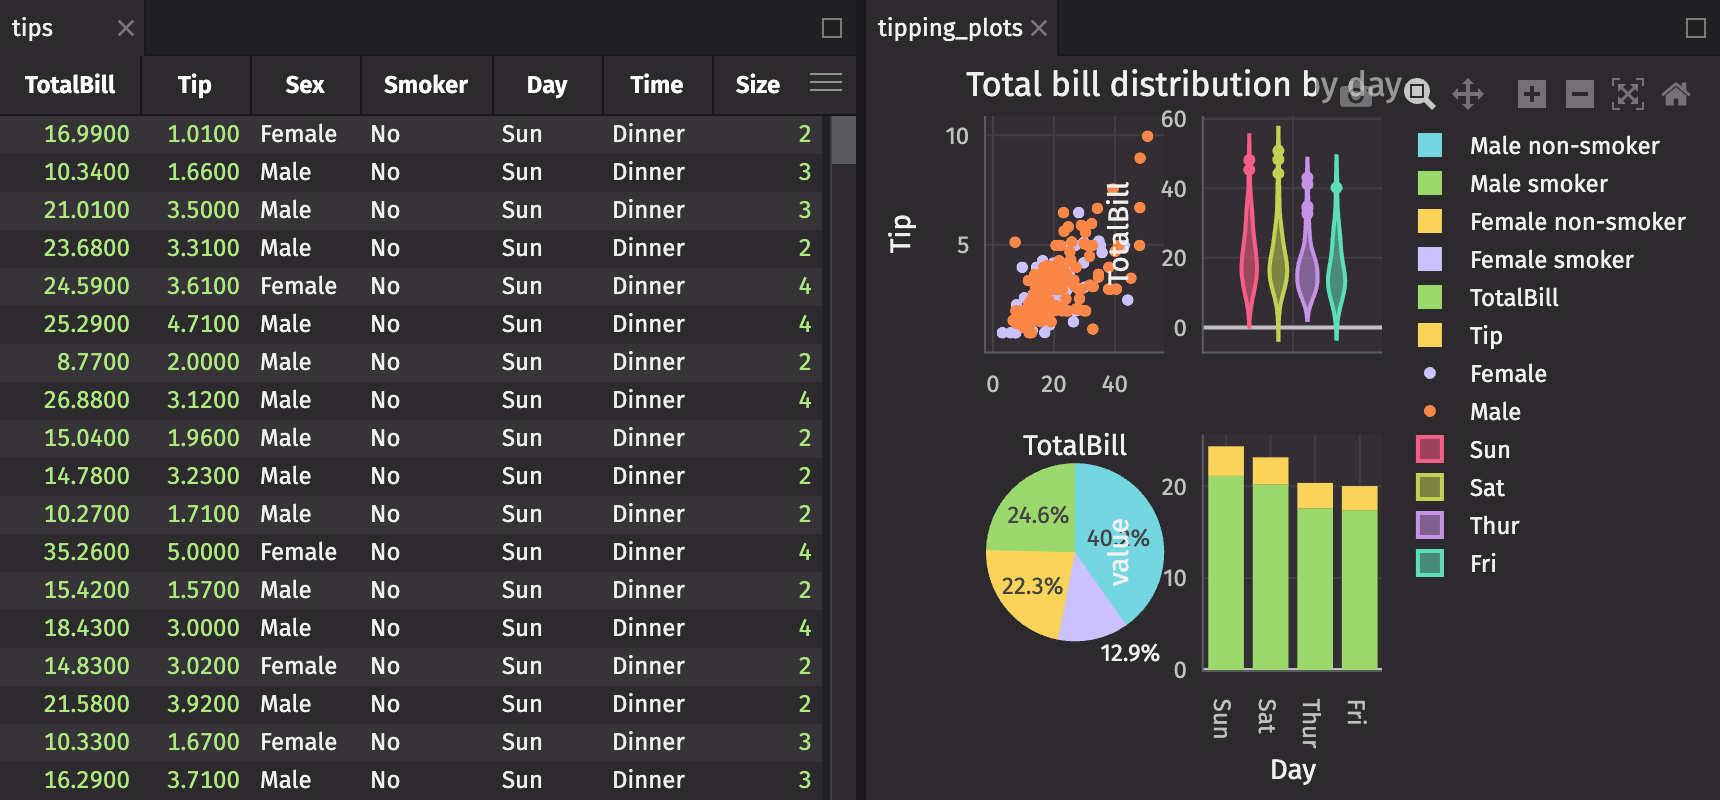 tips
TotalBill Tip Sex Smoker Day Time Size
16.9900 1.0100 Female No Sun Dinner 2
10.3400 1.6600 Male No Sun Dinner 3
21.0100 3.5000 Male No Sun Dinner 3
23.6800 3.3100 Male No Sun Dinner 2
24.5900 3.6100 Female No Sun Dinner 4
25.2900 4.7100 Male No Sun Dinner 4
8.7700 2.0000 Male No Sun Dinner 2
26.8800 3.1200 Male No Sun Dinner 4
15.0400 1.9600 Male No Sun Dinner 2
14.7800 3.2300 Male No Sun Dinner 2
10.2700 1.7100 Male No Sun Dinner 2
35.2600 5.0000 Female No Sun Dinner 4
15.4200 1.5700 Male No Sun Dinner 2
18.4300 3.0000 Male No Sun Dinner 4
14.8300 3.0200 Female No Sun Dinner 2
21.5800 3.9200 Male No Sun Dinner 2
10.3300 1.6700 Female No Sun Dinner 3
16.2900 3.7100 Male No Sun Dinner 3
tipping_plots
Total bill distribution by day
10
5
Tip
0 20 40
TotalBill
60
40
20
0
TotalBill
24.6%
22.3%
12.9%
value
20
10
0
Sun
Sat
Thur
Fri
Day
Male non-smoker
Male smoker
Female non-smoker
Female smoker
TotalBill
Tip
Female
Male
Sun
Sat
Thur
Fri